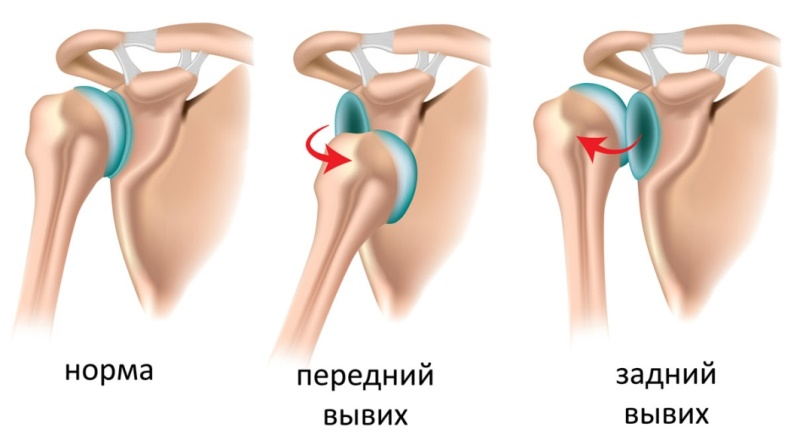 норма
передний
вывих
задний
вывих